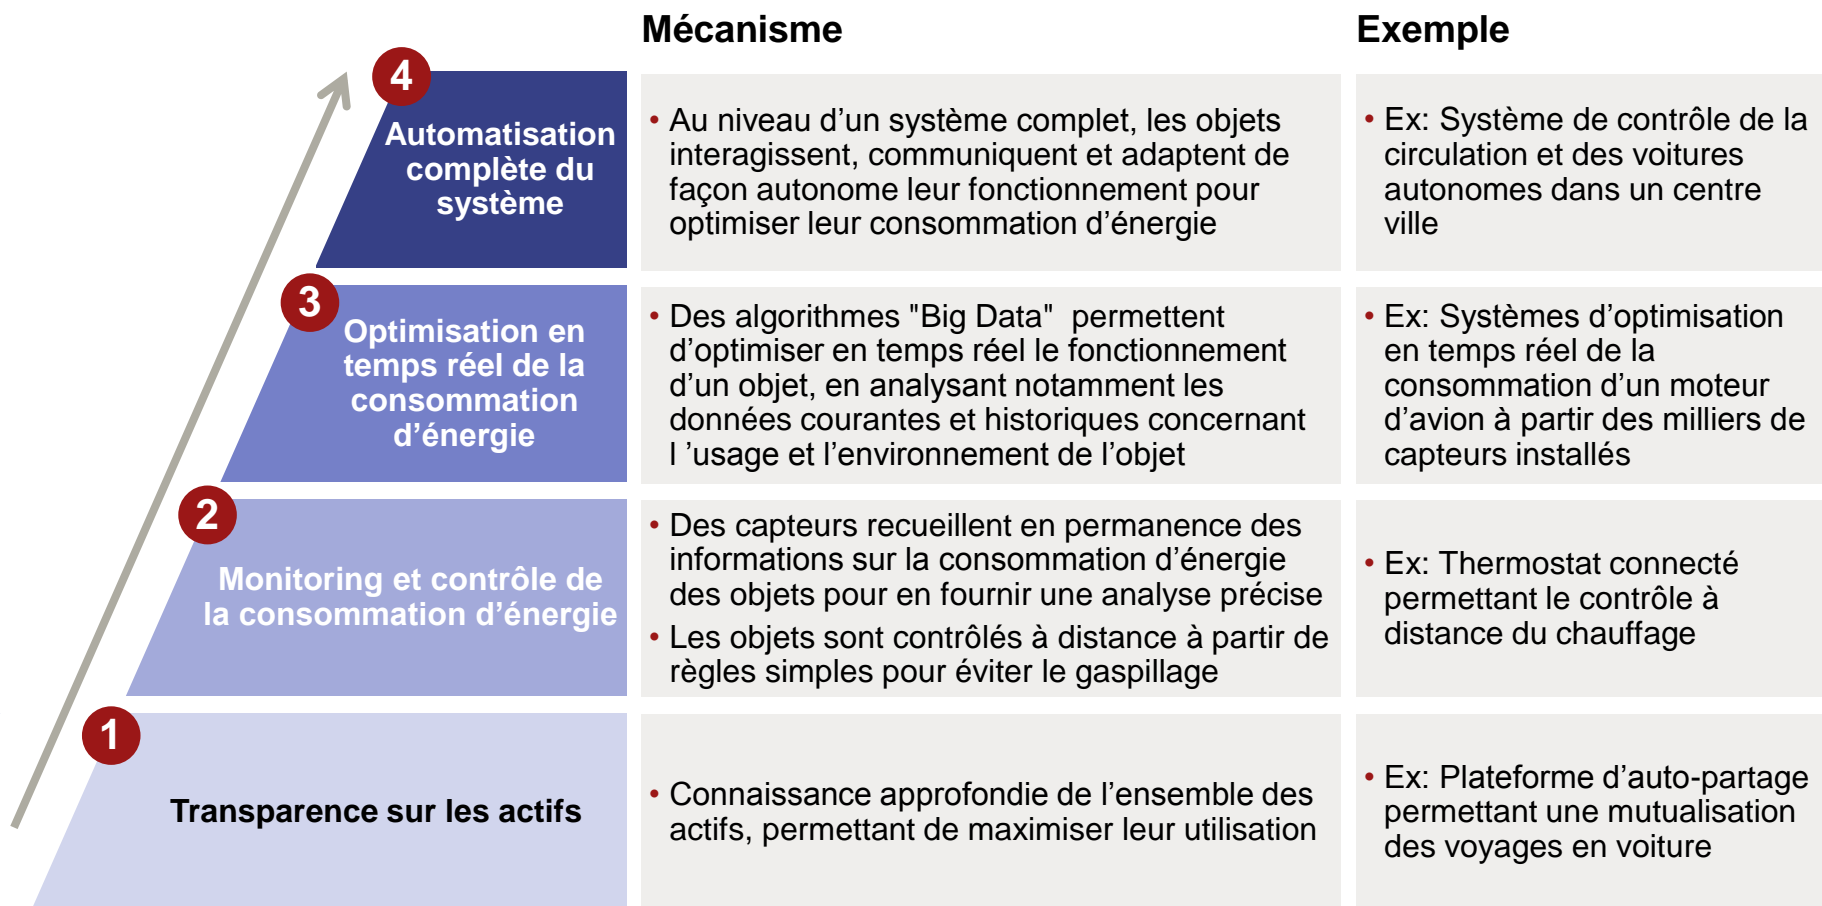 Mécanisme
Exemple
4
Automatisation
complète du
système
• Au niveau d’un système complet, les objets
interagissent, communiquent et adaptent de
façon autonome leur fonctionnement pour
optimiser leur consommation d’énergie
• Ex: Système de contrôle de la
circulation et des voitures
autonomes dans un centre
ville
3
Optimisation en
temps réel de la
consommation
d’énergie
• Des algorithmes "Big Data"  permettent
d’optimiser en temps réel le fonctionnement
d’un objet, en analysant notamment les
données courantes et historiques concernant
l ’usage et l’environnement de l’objet
• Ex: Systèmes d’optimisation
en temps réel de la
consommation d’un moteur
d’avion à partir des milliers de
capteurs installés
2
Monitoring et contrôle de
la consommation d’énergie
• Des capteurs recueillent en permanence des
informations sur la consommation d’énergie
des objets pour en fournir une analyse précise
• Les objets sont contrôlés à distance à partir de
règles simples pour éviter le gaspillage
• Ex: Thermostat connecté
permettant le contrôle à
distance du chauffage
1
Transparence sur les actifs
• Connaissance approfondie de l’ensemble des
actifs, permettant de maximiser leur utilisation
• Ex: Plateforme d’auto-partage
permettant une mutualisation
des voyages en voiture